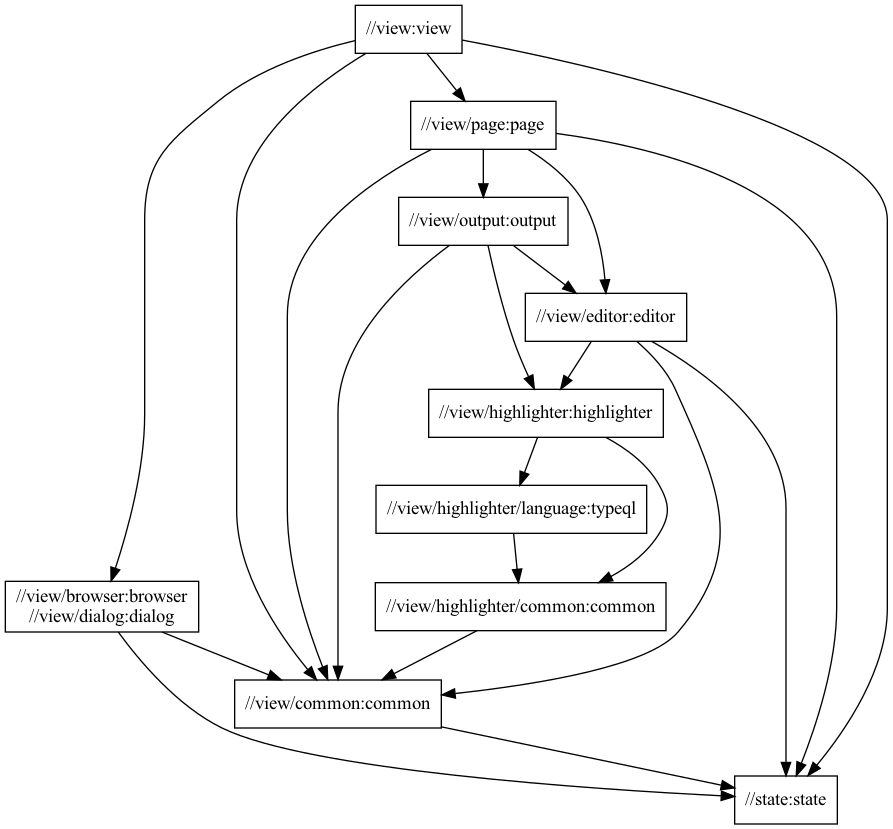 //view:view
//view/page:page
//view/output:output
//view/editor:editor
//view/highlighter:highlighter
//view/highlighter/language:typeql
//view/browser:browser
//view/dialog:dialog
//view/highlighter/common:common
//view/common:common
//state:state